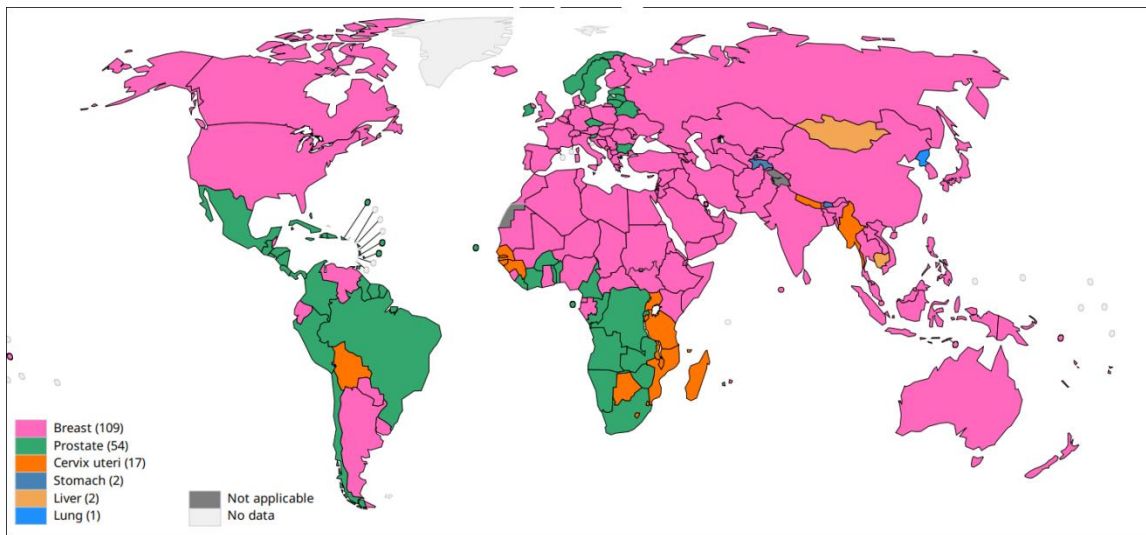 Breast (109)
Prostate (54)
Cervix uteri (17)
Stomach (2)
Liver (2)
Lung (1)
Not applicable
No data